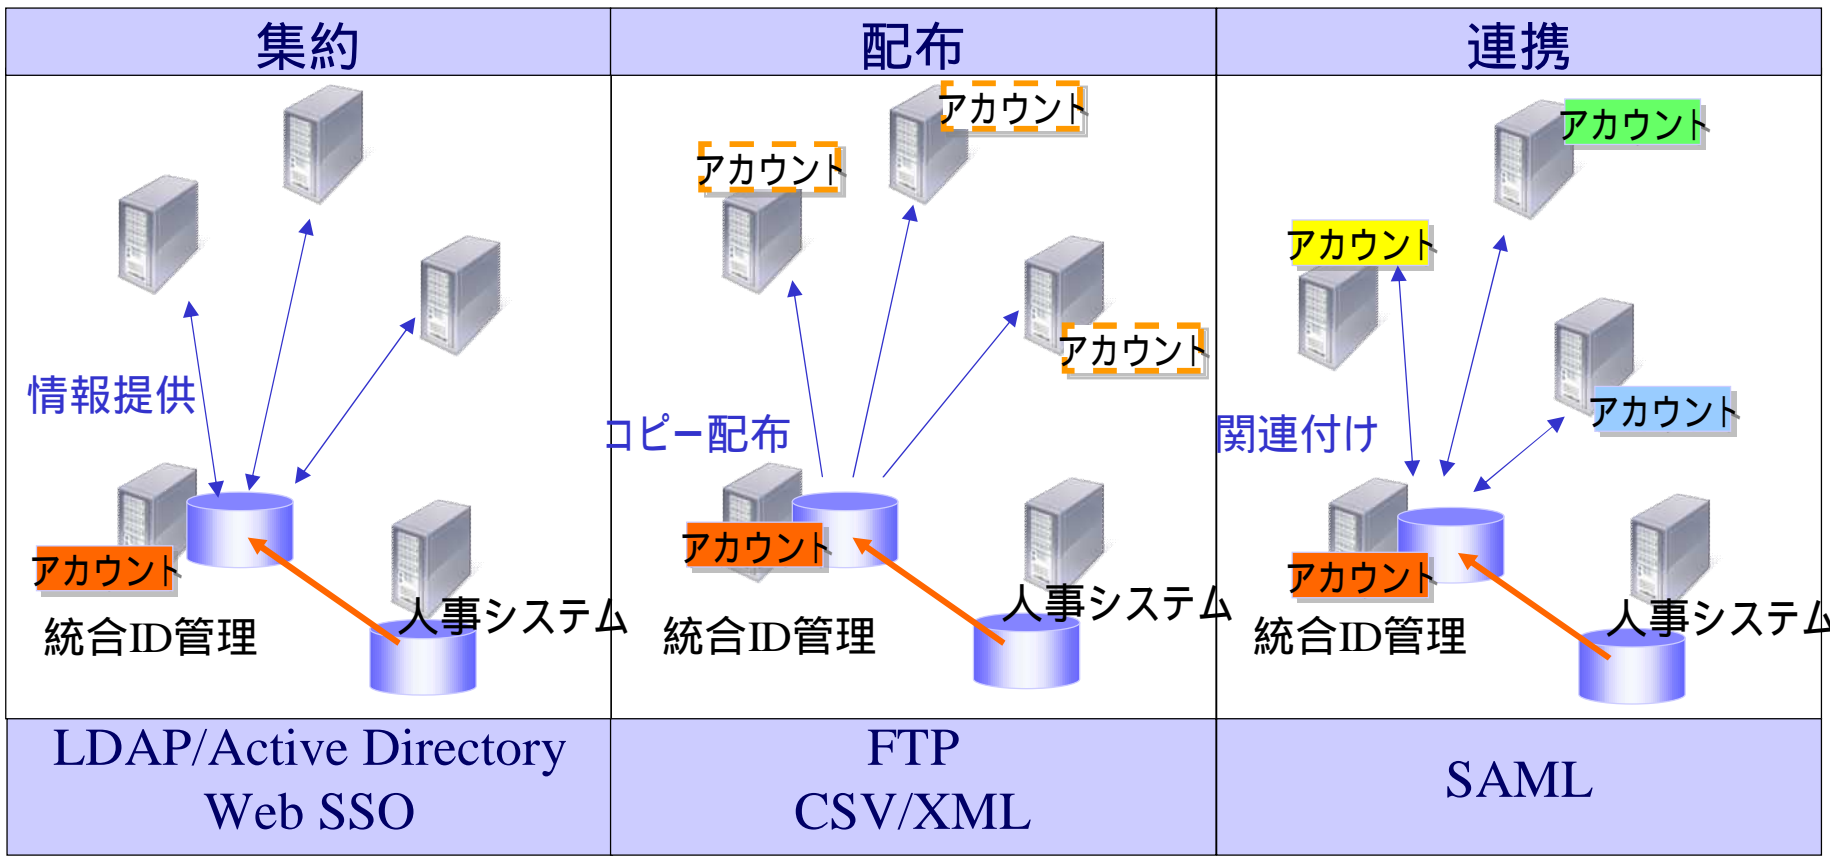 集約
配布
連携
情報提供
アカウント
統合ID管理
人事システム
アカウント
アカウント
アカウント
コピー配布
アカウント
統合ID管理
人事システム
アカウント
アカウント
アカウント
関連付け
アカウント
統合ID管理
人事システム
LDAP/Active Directory
Web SSO
FTP
CSV/XML
SAML